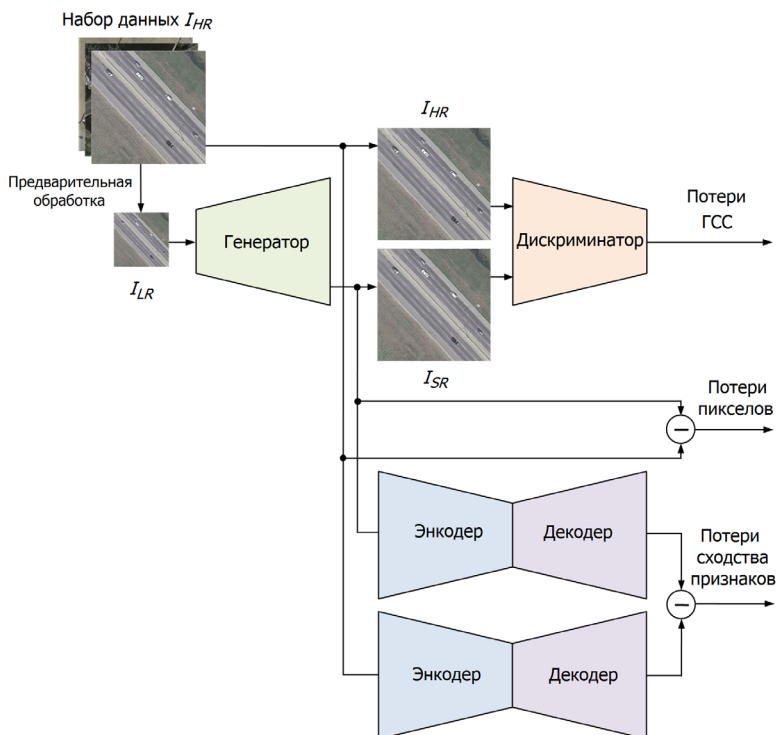 Набор данных I_HR
Предварительная
обработка
I_LR
Генератор
I_HR
I_SR
Дискриминатор
Потери
ГСС
Потери
пикселов
Энкодер
Декодер
Потери
сходства
признаков
Энкодер
Декодер